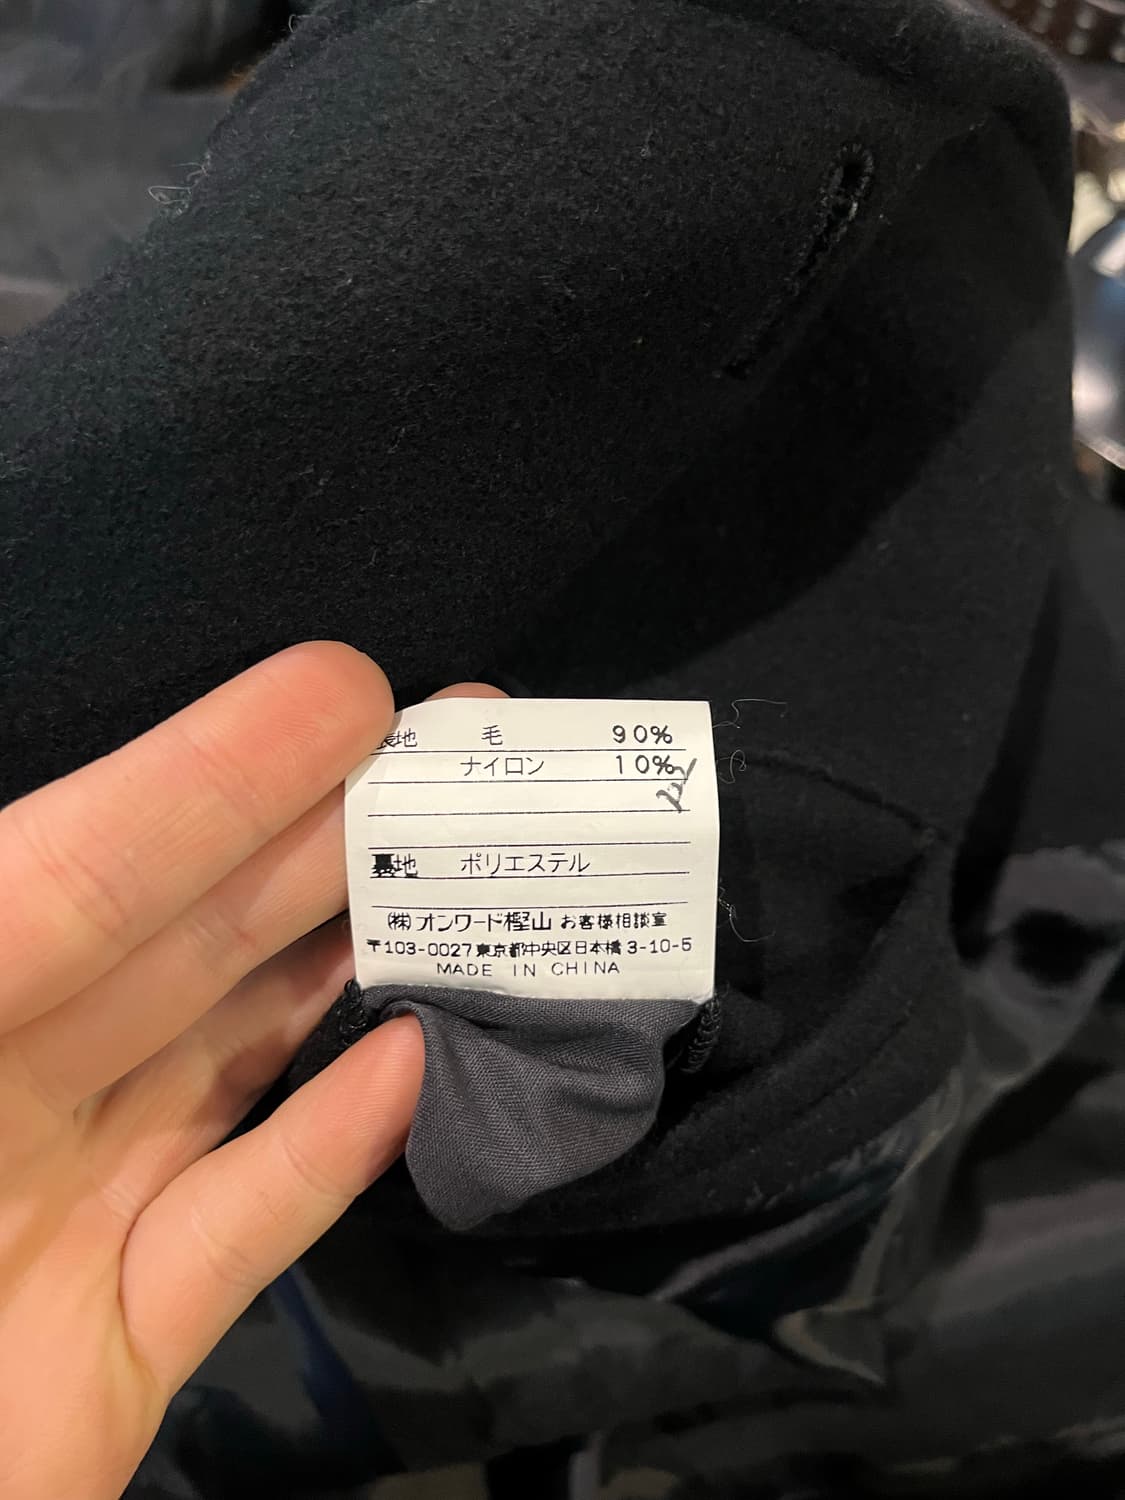 表地 毛 90%
ナイロン 10%
裏地 ポリエステル
㈱オンワード樫山 お客様相談室
〒103-0027 東京都中央区日本橋 3-10-5
MADE IN CHINA